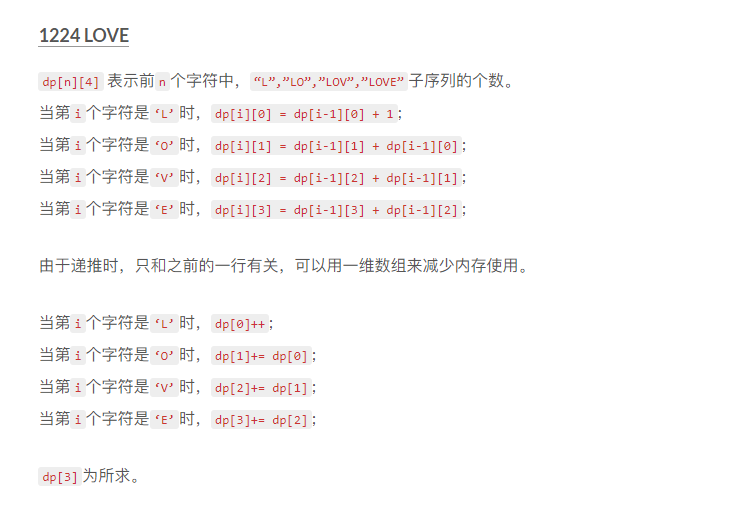 1224 LOVE
dp[n][4] 表示前 n 个字符中， “L”,”LO”,”LOV”,”LOVE” 子序列的个数。
当第 i 个字符是 ‘L’ 时， dp[i][0] = dp[i-1][0] + 1；
当第 i 个字符是 ‘O’ 时， dp[i][1] = dp[i-1][1] + dp[i-1][0]；
当第 i 个字符是 ‘V’ 时， dp[i][2] = dp[i-1][2] + dp[i-1][1]；
当第 i 个字符是 ‘E’ 时， dp[i][3] = dp[i-1][3] + dp[i-1][2]；
由于递推时，只和之前的一行有关，可以用一维数组来减少内存使用。
当第 i 个字符是 ‘L’ 时， dp[0]++；
当第 i 个字符是 ‘O’ 时， dp[1]+= dp[0]；
当第 i 个字符是 ‘V’ 时， dp[2]+= dp[1]；
当第 i 个字符是 ‘E’ 时， dp[3]+= dp[2]；
dp[3] 为所求。